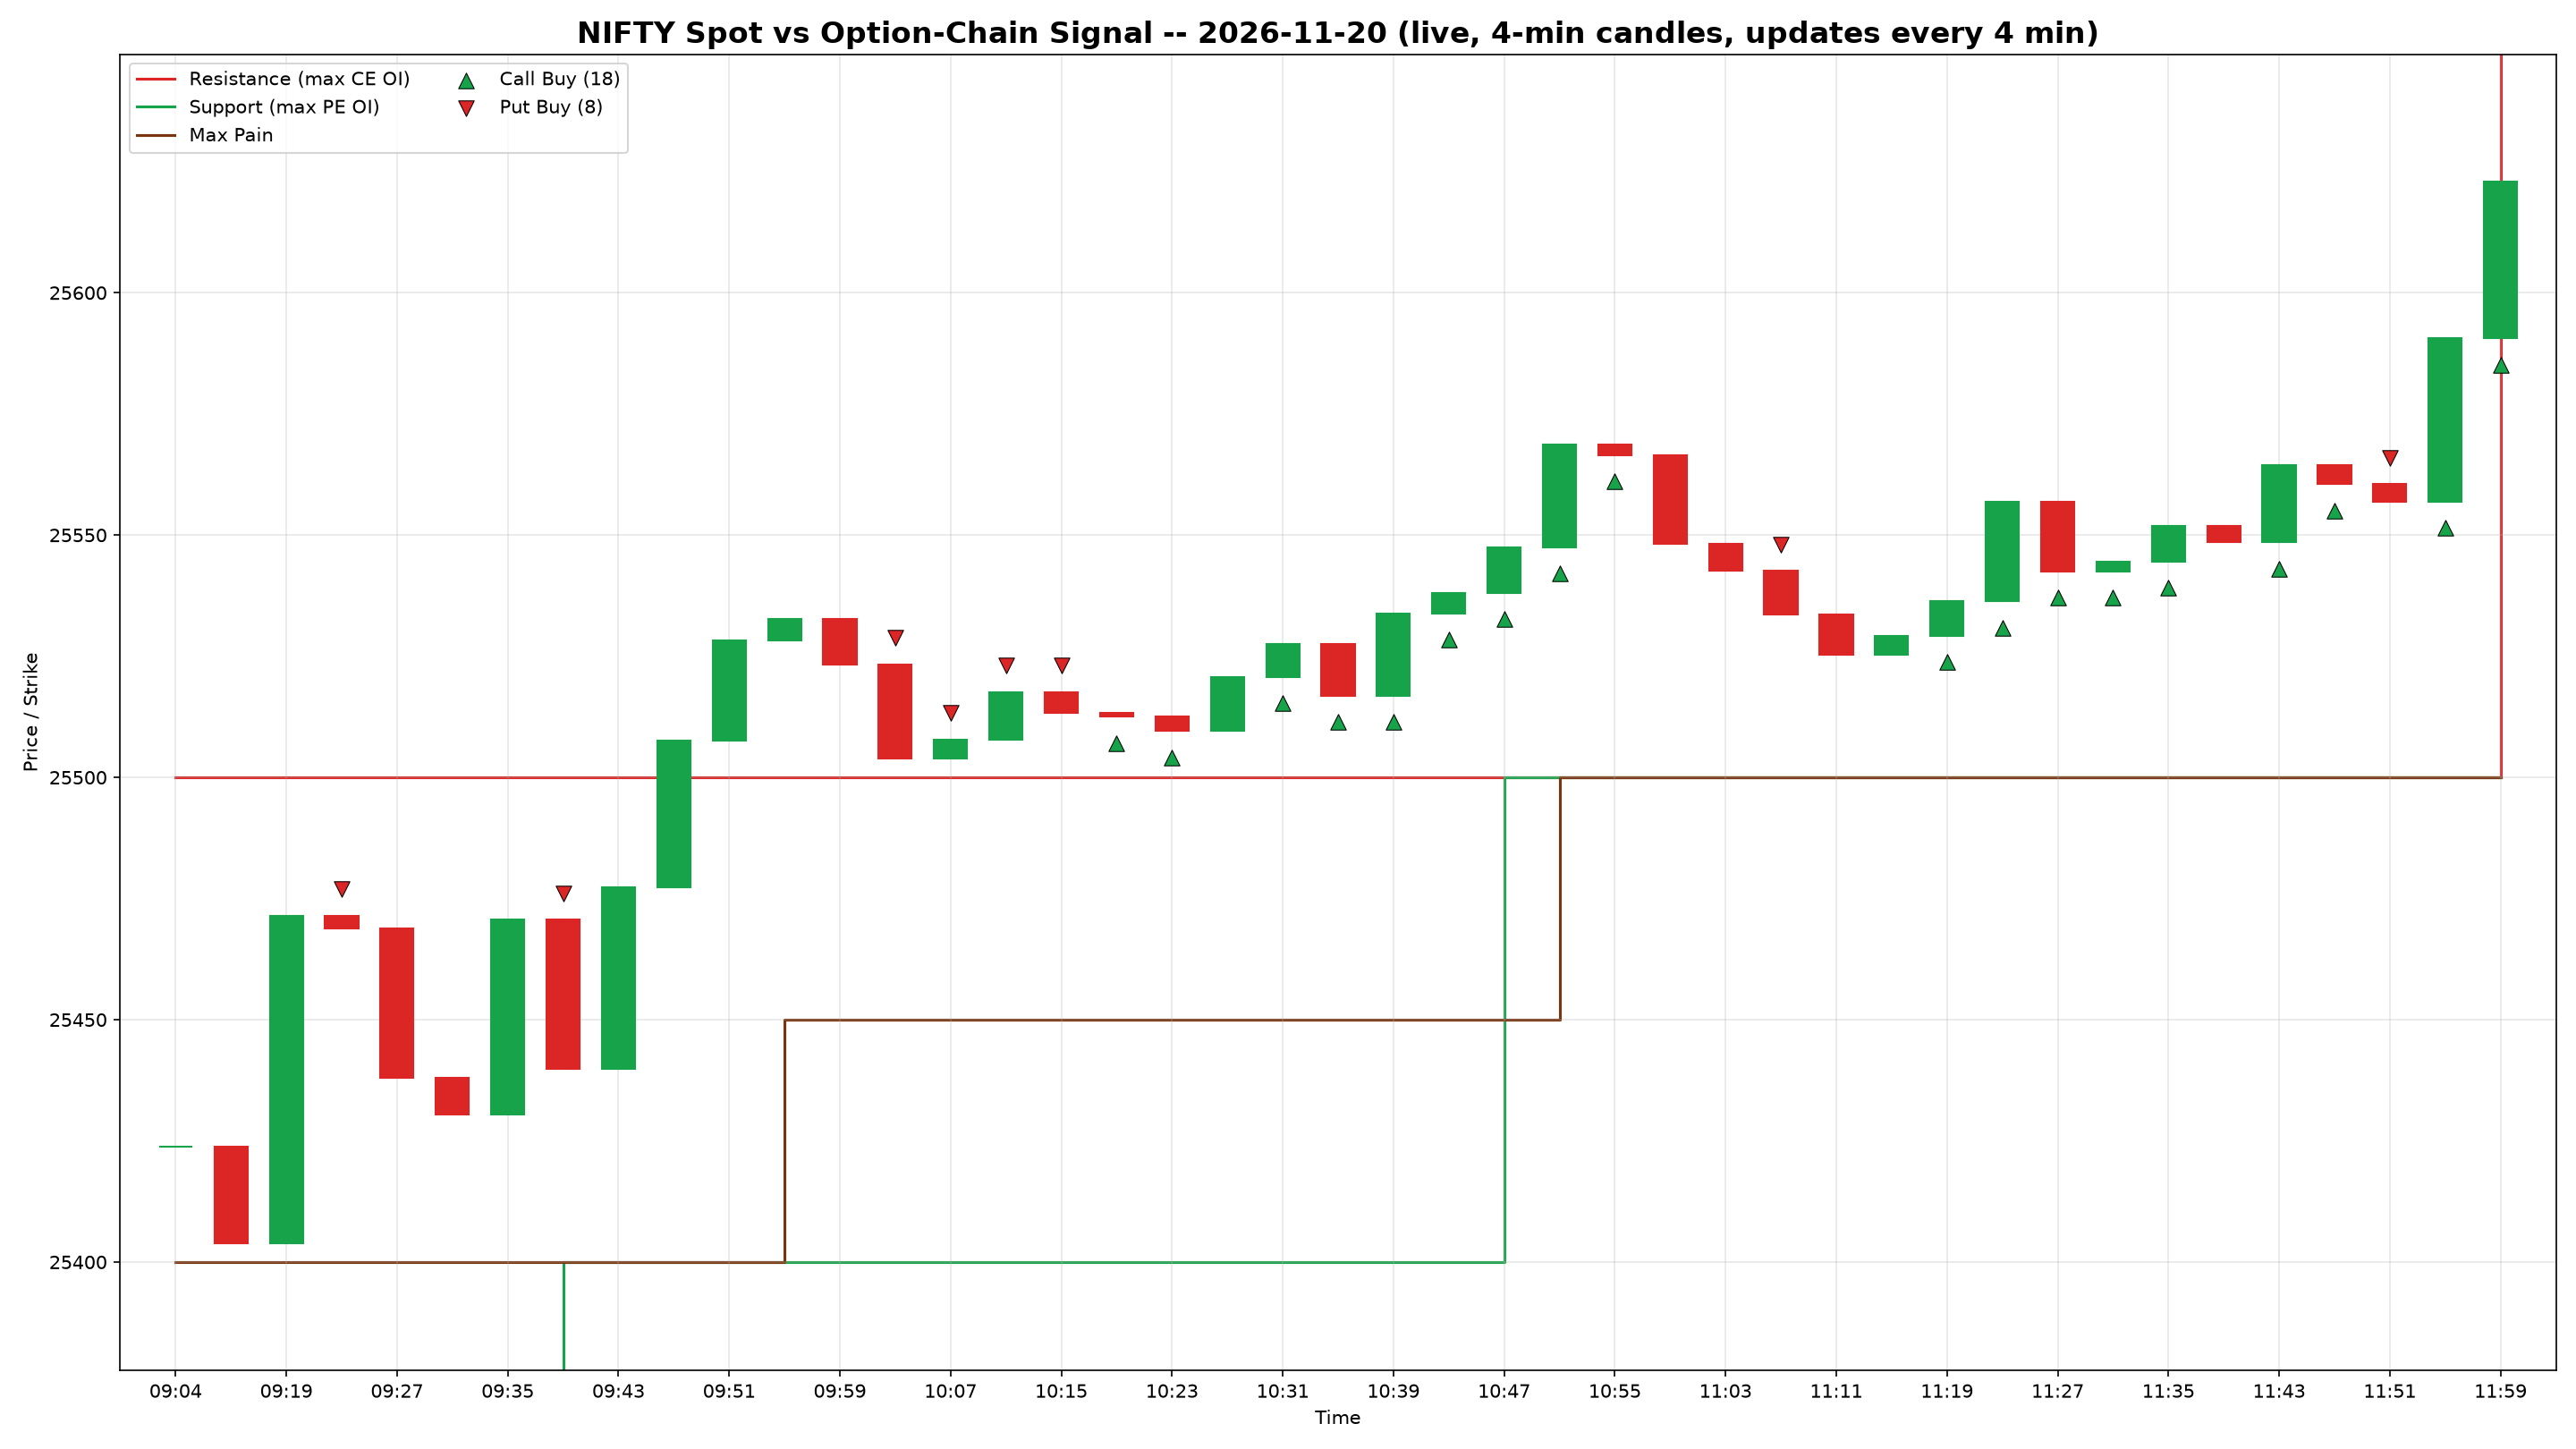 NIFTY Spot vs Option-Chain Signal -- 2026-11-20 (live, 4-min candles, updates every 4 min)
Resistance (max CE OI)
Support (max PE OI)
Max Pain
Call Buy (18)
Put Buy (8)
Price / Strike
25600
25550
25500
25450
25400
09:04 09:19 09:27 09:35 09:43 09:51 09:59 10:07 10:15 10:23 10:31 10:39 10:47 10:55 11:03 11:11 11:19 11:27 11:35 11:43 11:51 11:59
Time